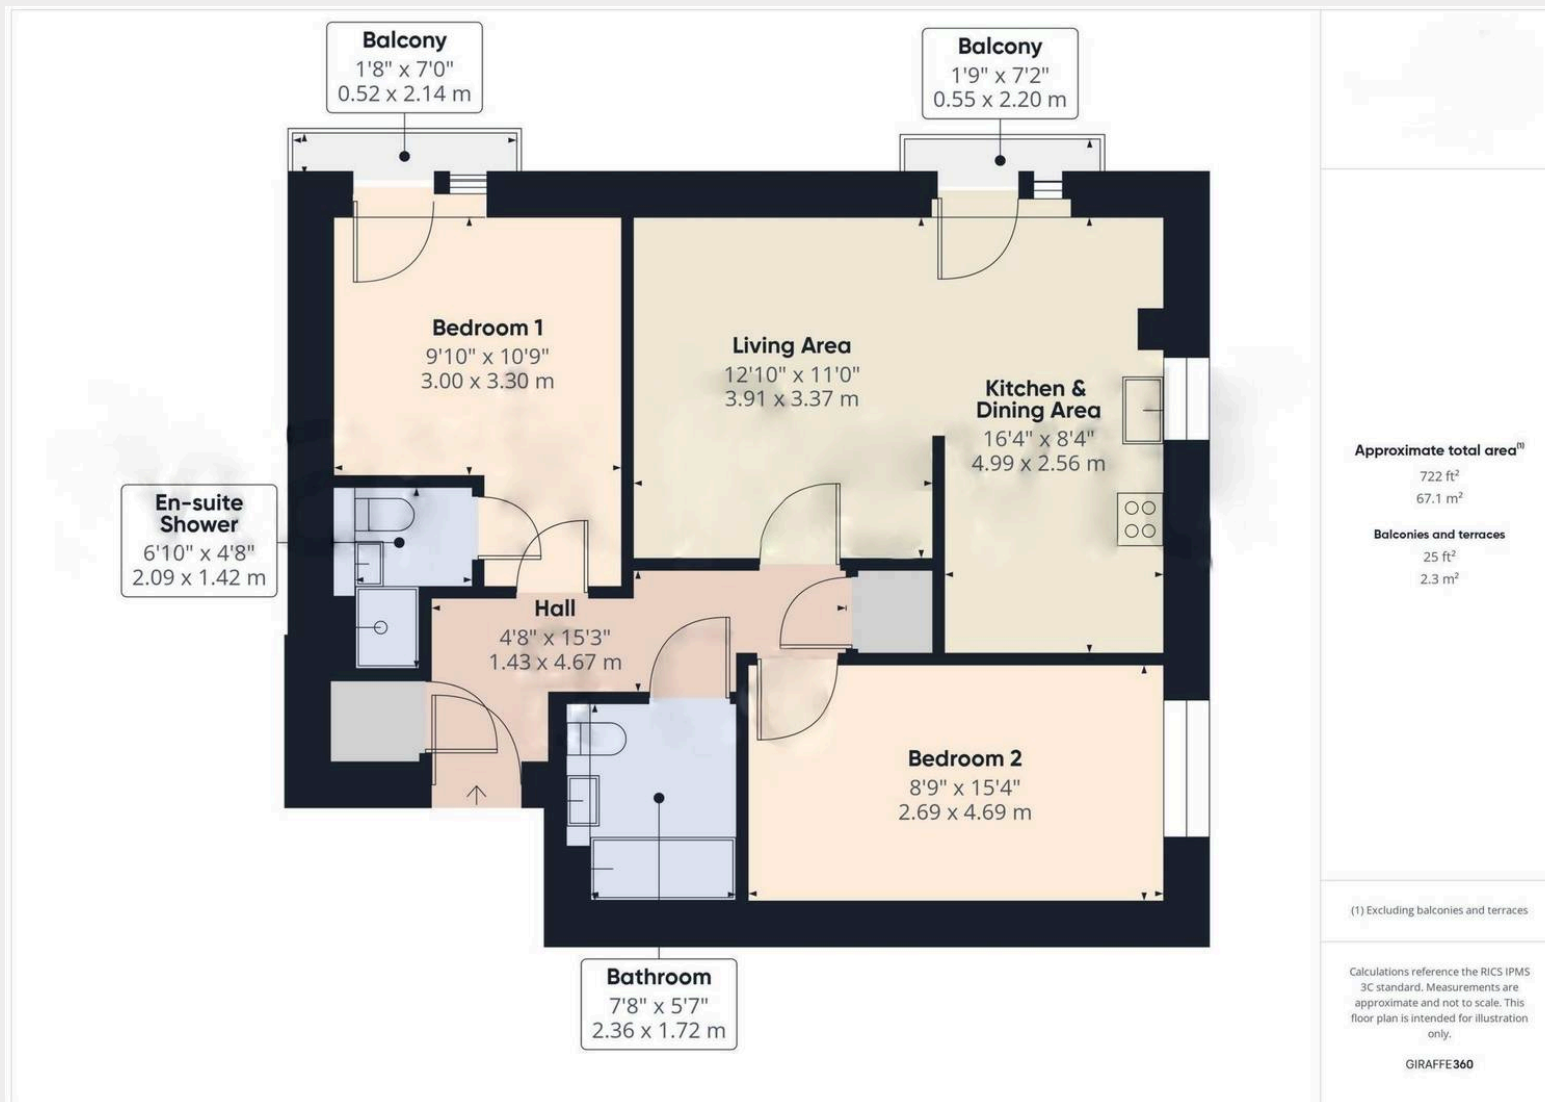 Balcony
1'8" x 7'0"
0.52 x 2.14 m
Balcony
1'9" x 7'2"
0.55 x 2.20 m
Bedroom 1
9'10" x 10'9"
3.00 x 3.30 m
Living Area
12'10" x 11'0"
3.91 x 3.37 m
Kitchen &
Dining Area
16'4" x 8'4"
4.99 x 2.56 m
En-suite
Shower
6'10" x 4'8"
2.09 x 1.42 m
Hall
4'8" x 15'3"
1.43 x 4.67 m
Bedroom 2
8'9" x 15'4"
2.69 x 4.69 m
Bathroom
7'8" x 5'7"
2.36 x 1.72 m
Approximate total area(1)
722 ft²
67.1 m²
Balconies and terraces
25 ft²
2.3 m²
(1) Excluding balconies and terraces
Calculations reference the RICS IPMS
3C standard. Measurements are
approximate and not to scale. This
floor plan is intended for illustration
only.
GIRAFFE360